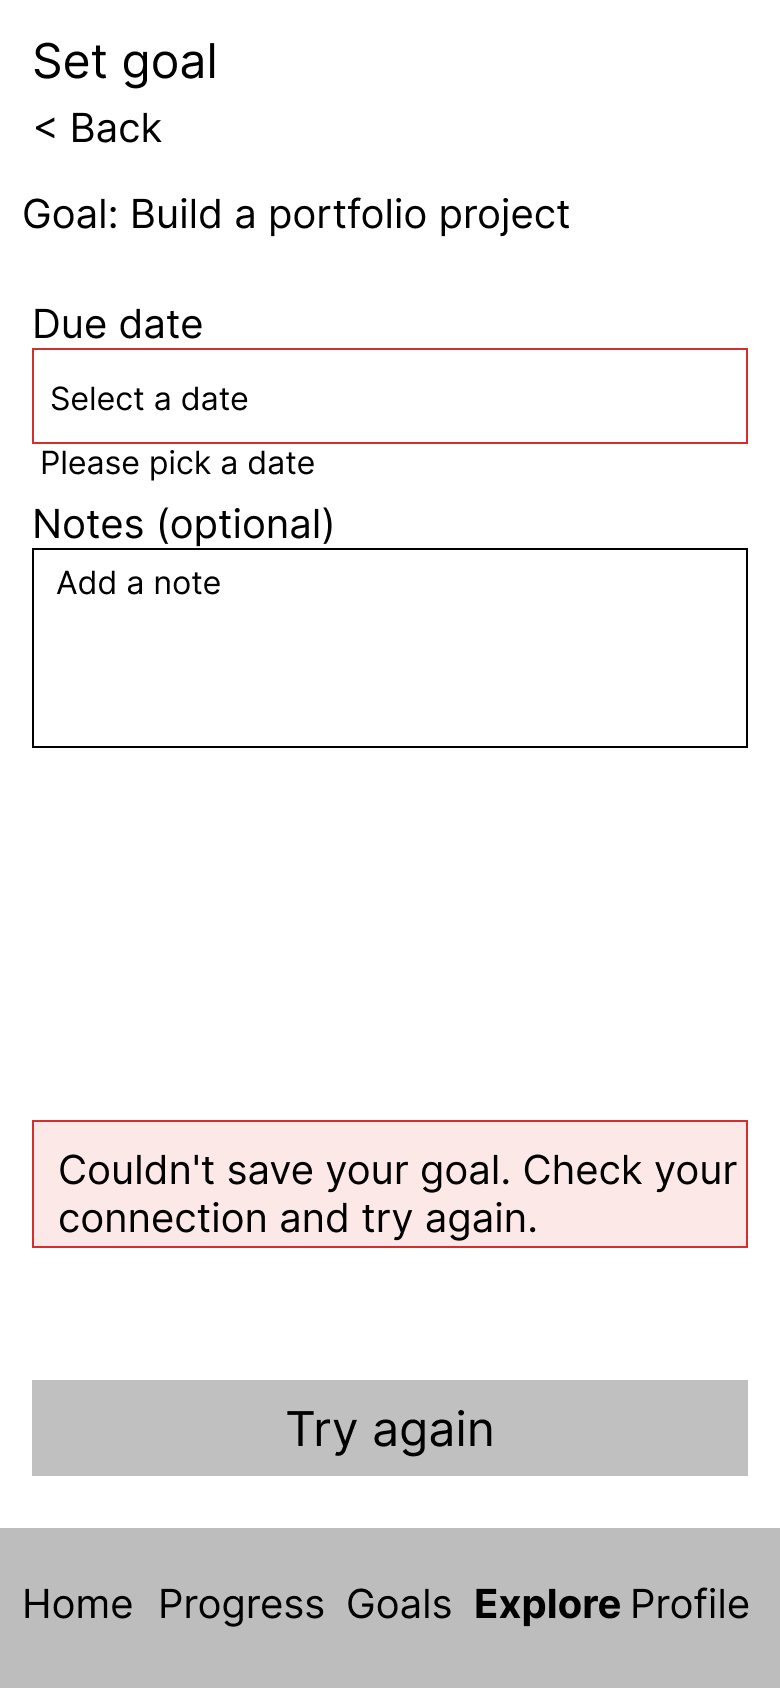 Set goal
< Back
Goal: Build a portfolio project
Due date
Select a date
Please pick a date
Notes (optional)
Add a note
Couldn't save your goal. Check your
connection and try again.
Try again
Home Progress Goals Explore Profile